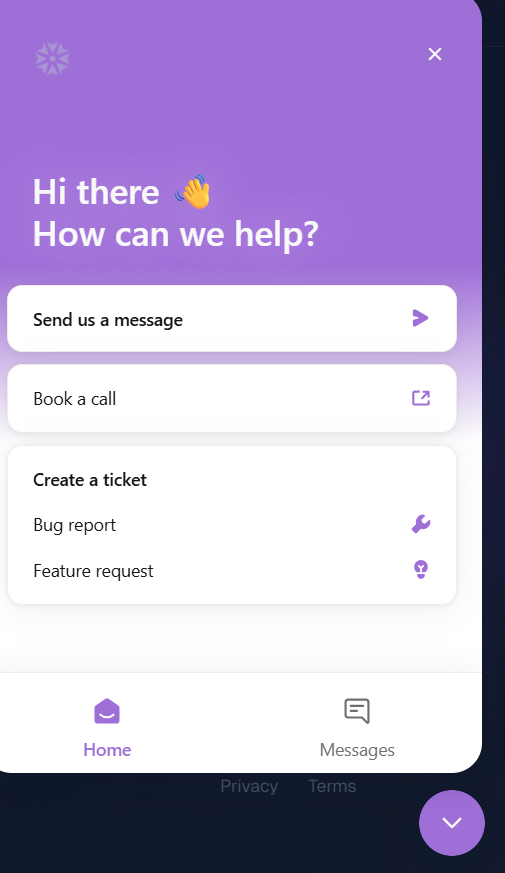 Hi there 👋
How can we help?
Send us a message
Book a call
Create a ticket
Bug report
Feature request
Home
Messages
Privacy
Terms